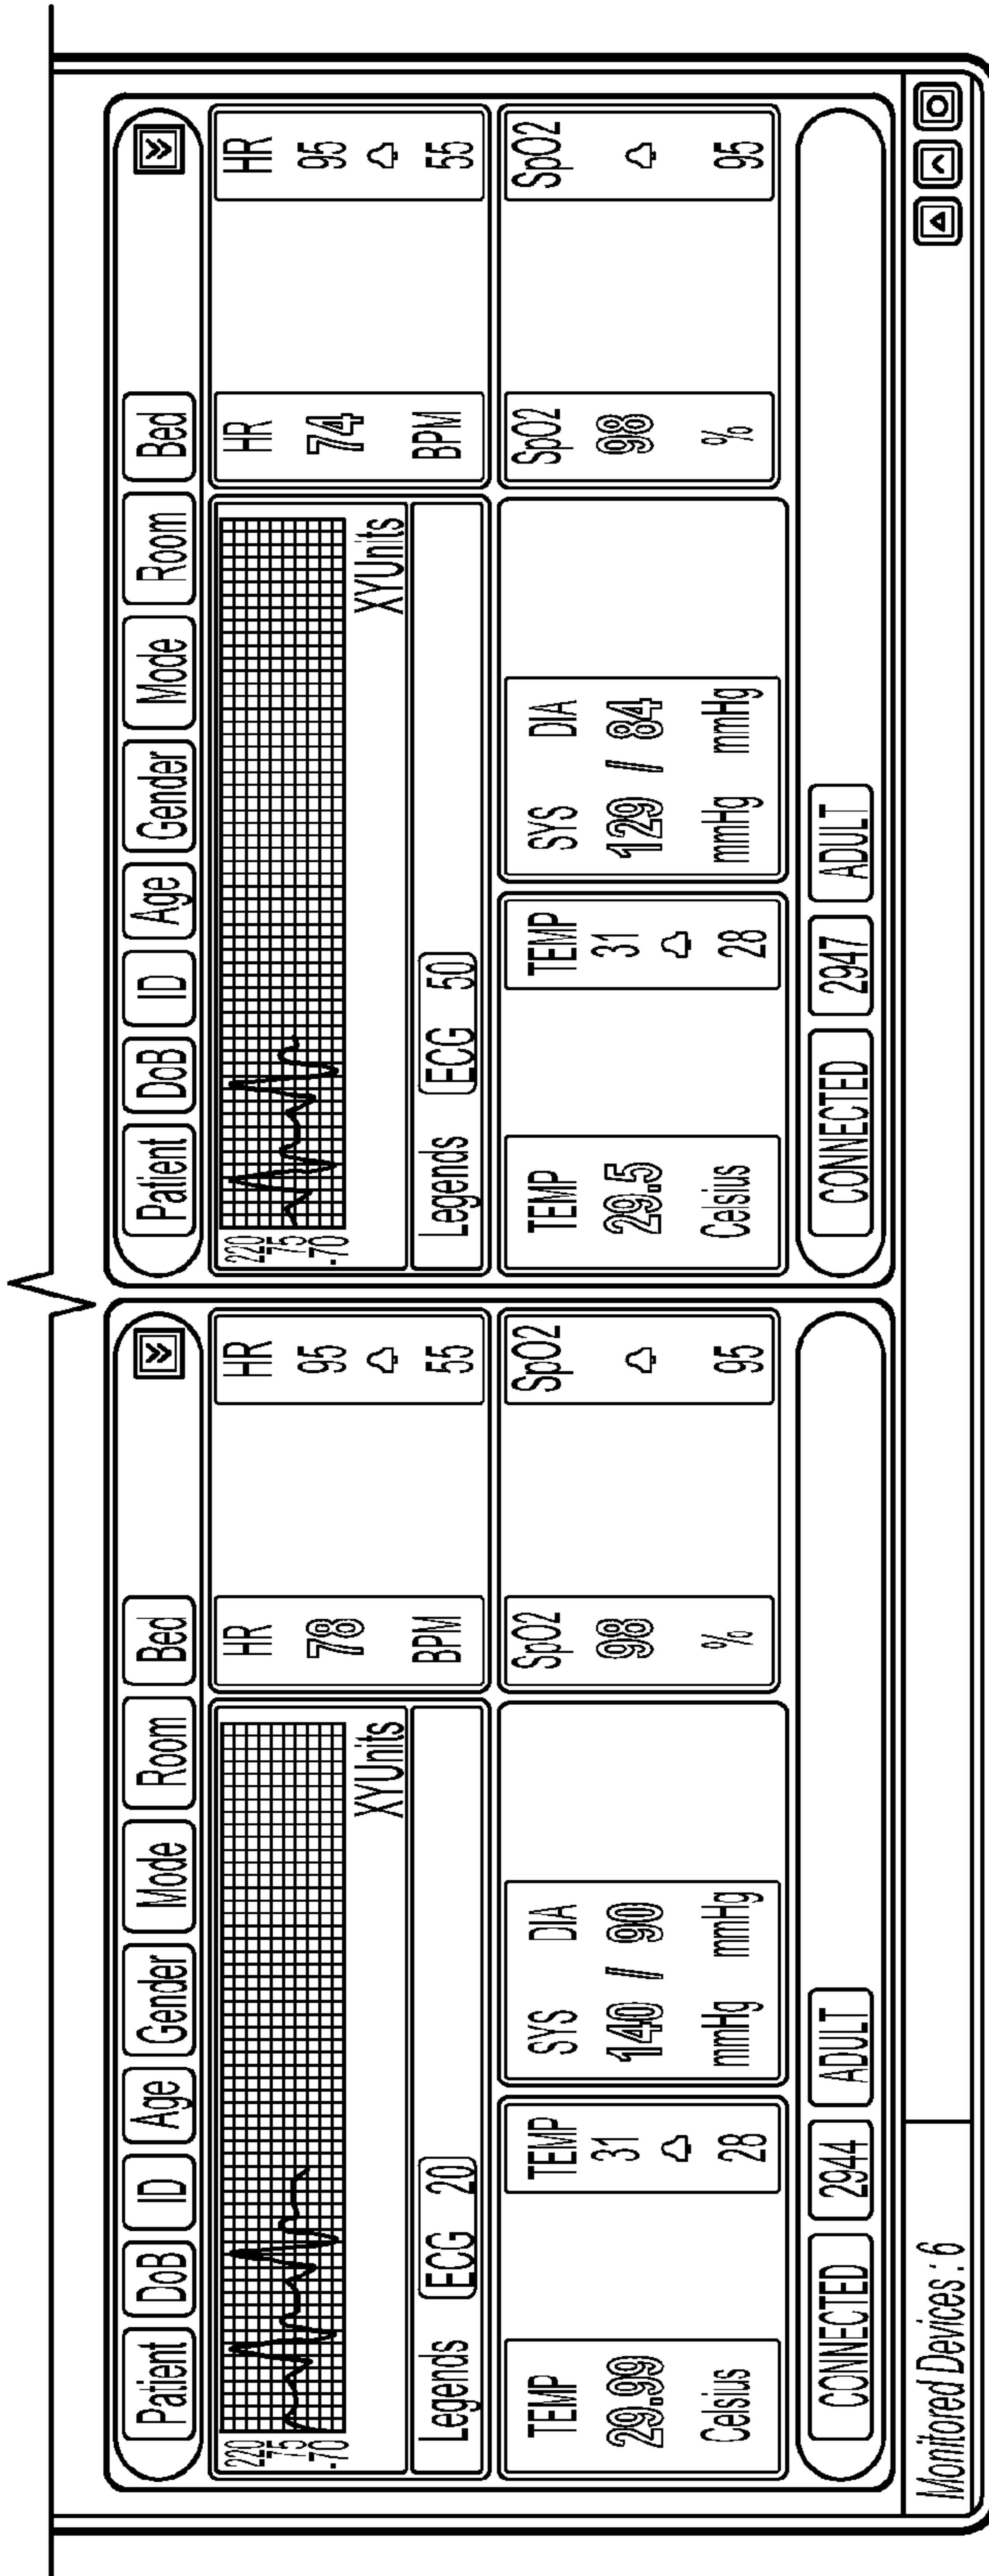 Patient DoB ID Age Gender Mode Room Bed
220
75
-70
XYUnits
Legends ECG 20
HR
78
BPM
HR
95
55
TEMP
29.99
Celsius
TEMP
31
28
SYS DIA
140 / 90
mmHg mmHg
SpO2
98
%
SpO2
95
CONNECTED 2944 ADULT
Patient DoB ID Age Gender Mode Room Bed
220
75
-70
XYUnits
Legends ECG 50
HR
74
BPM
HR
95
55
TEMP
29.5
Celsius
TEMP
31
28
SYS DIA
129 / 84
mmHg mmHg
SpO2
98
%
SpO2
95
CONNECTED 2947 ADULT
Monitored Devices : 6